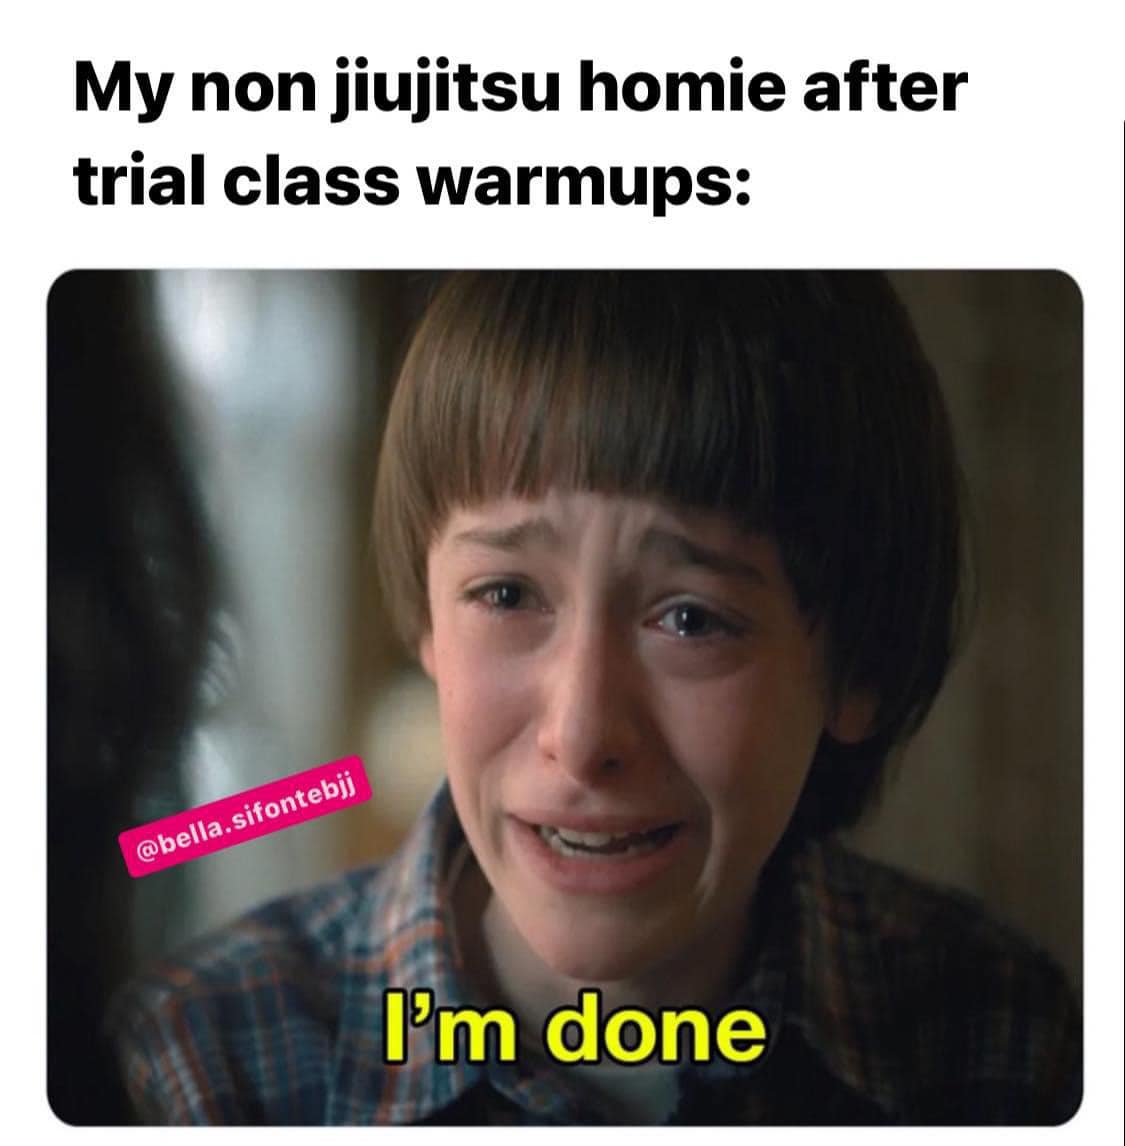 My non jiujitsu homie after
trial class warmups:
@bella.sifontebjj
I’m done